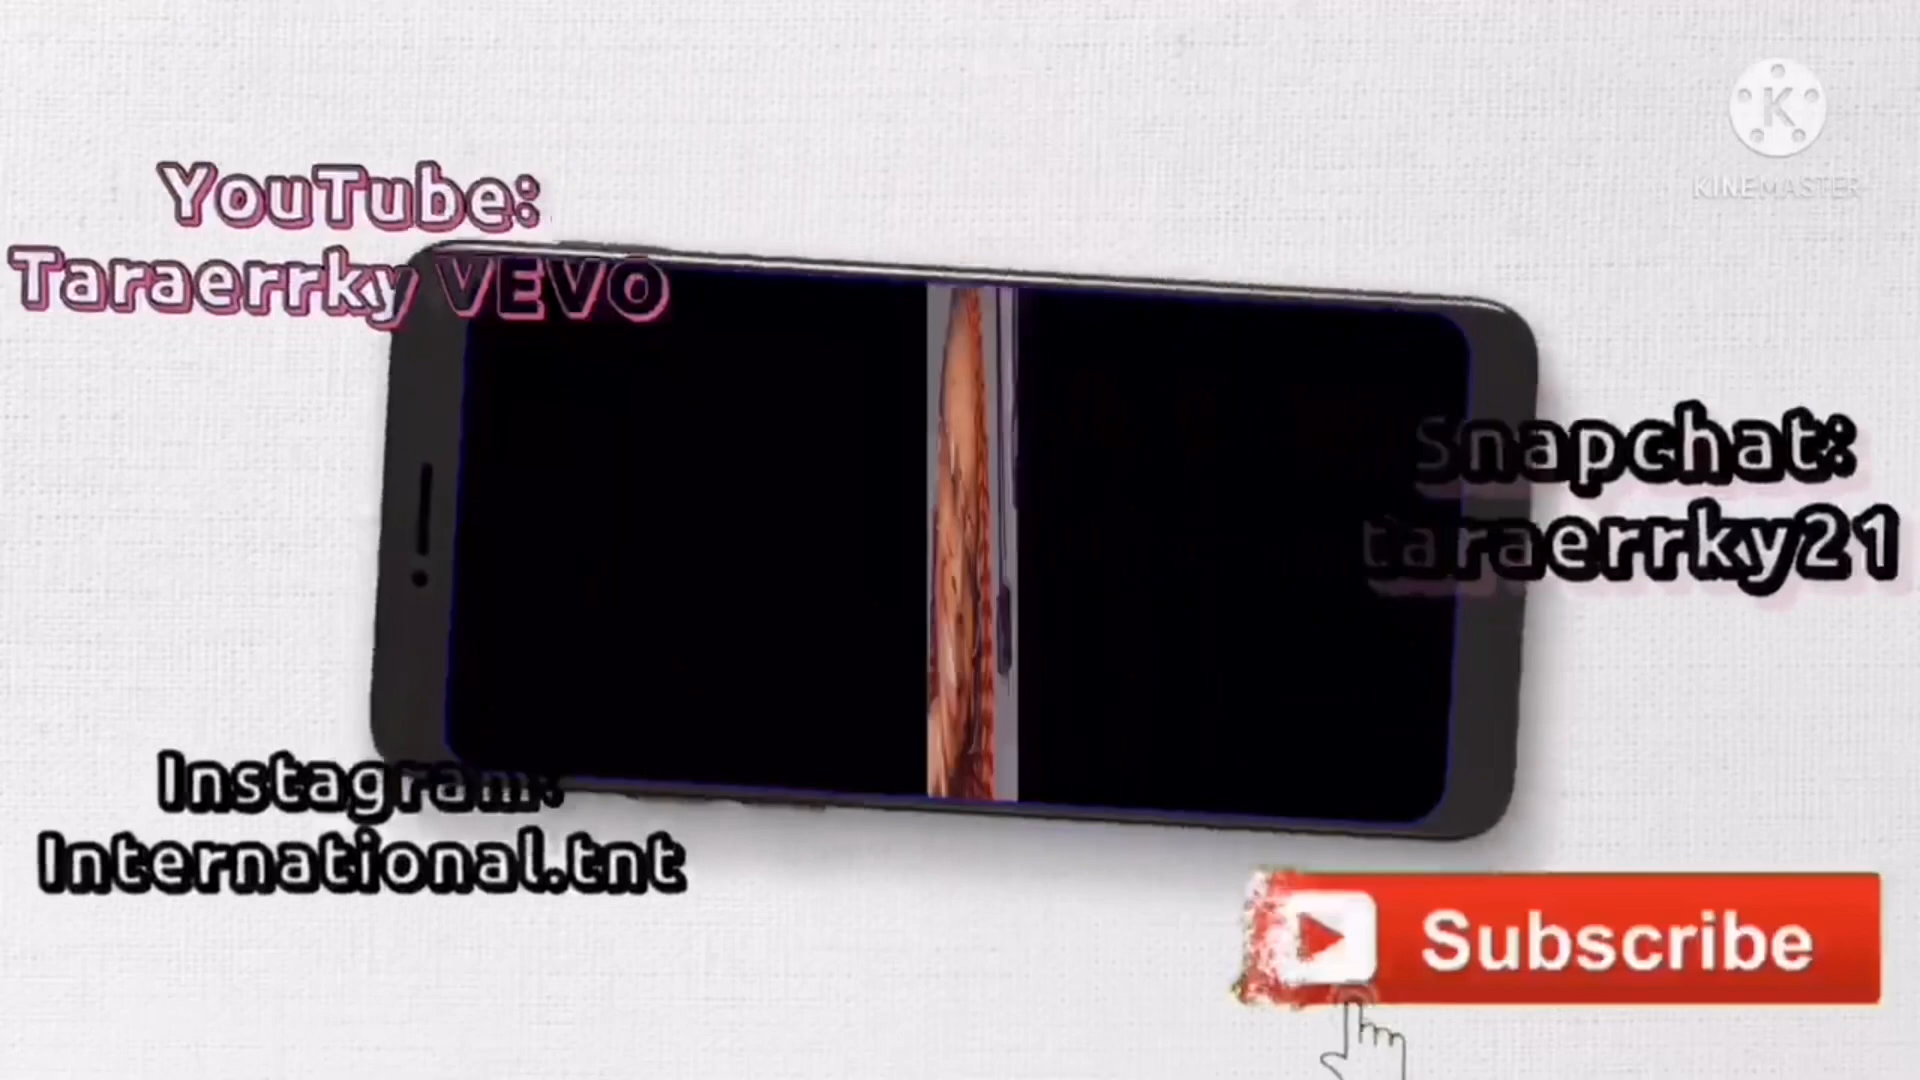 K
KINEMASTER
YouTube:
Taraerrky VEVO
Snapchat:
taraerrky21
Instagram:
International.tnt
Subscribe